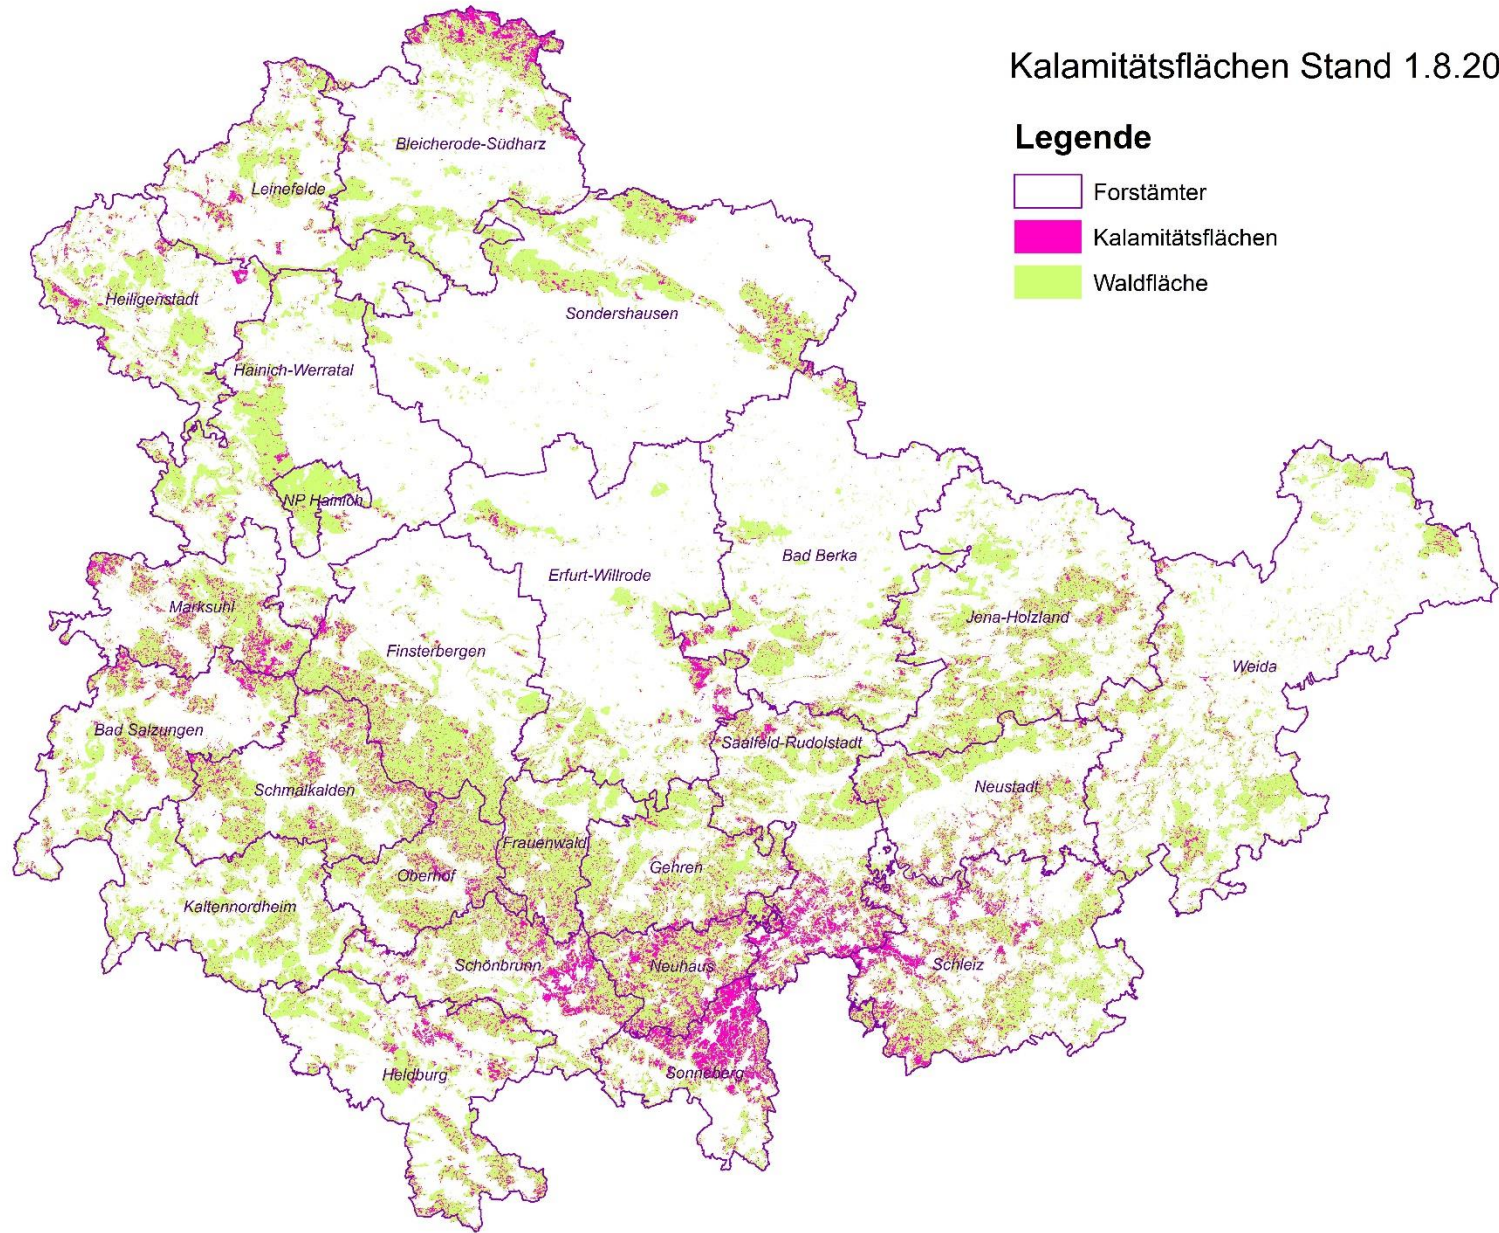 Kalamitätsflächen Stand 1.8.20
Legende
Forstämter
Kalamitätsflächen
Waldfläche
Bleicherode-Südharz
Leinefelde
Heiligenstadt
Sondershausen
Hainich-Werratal
NP Hainich
Bad Berka
Erfurt-Willrode
Marksuhl
Jena-Holzland
Finsterbergen
Weida
Bad Salzungen
Saalfeld-Rudolstadt
Schmalkalden
Neustadt
Frauenwald
Gehren
Oberhof
Kaltennordheim
Schönbrunn
Neuhaus
Schleiz
Heldburg
Sonneberg